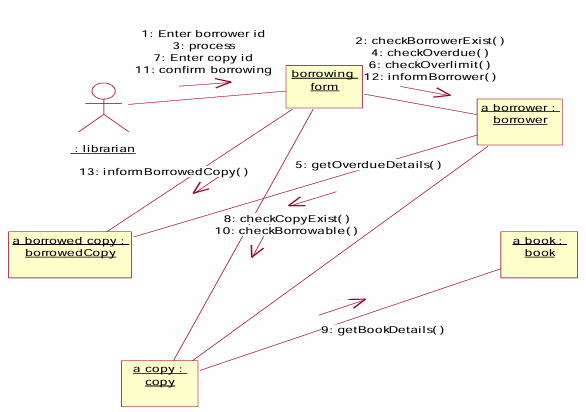 1: Enter borrower id
3: process
7: Enter copy id
11: confirm borrowing
2: checkBorrowerExist( )
4: checkOverdue( )
6: checkOverlimit( )
12: informBorrower( )
borrowing
form
a borrower :
borrower
: librarian
13: informBorrowedCopy( )
5: getOverdueDetails( )
8: checkCopyExist( )
10: checkBorrowable( )
a borrowed copy :
borrowedCopy
a book :
book
9: getBookDetails( )
a copy :
copy